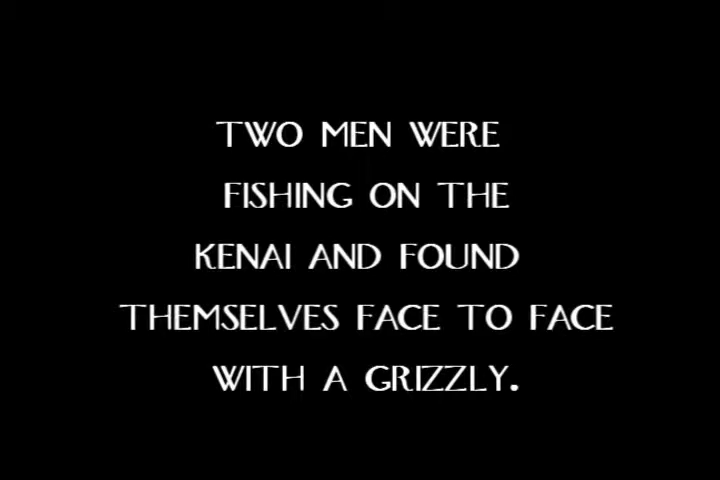 TWO MEN WERE
FISHING ON THE
KENAI AND FOUND
THEMSELVES FACE TO FACE
WITH A GRIZZLY.